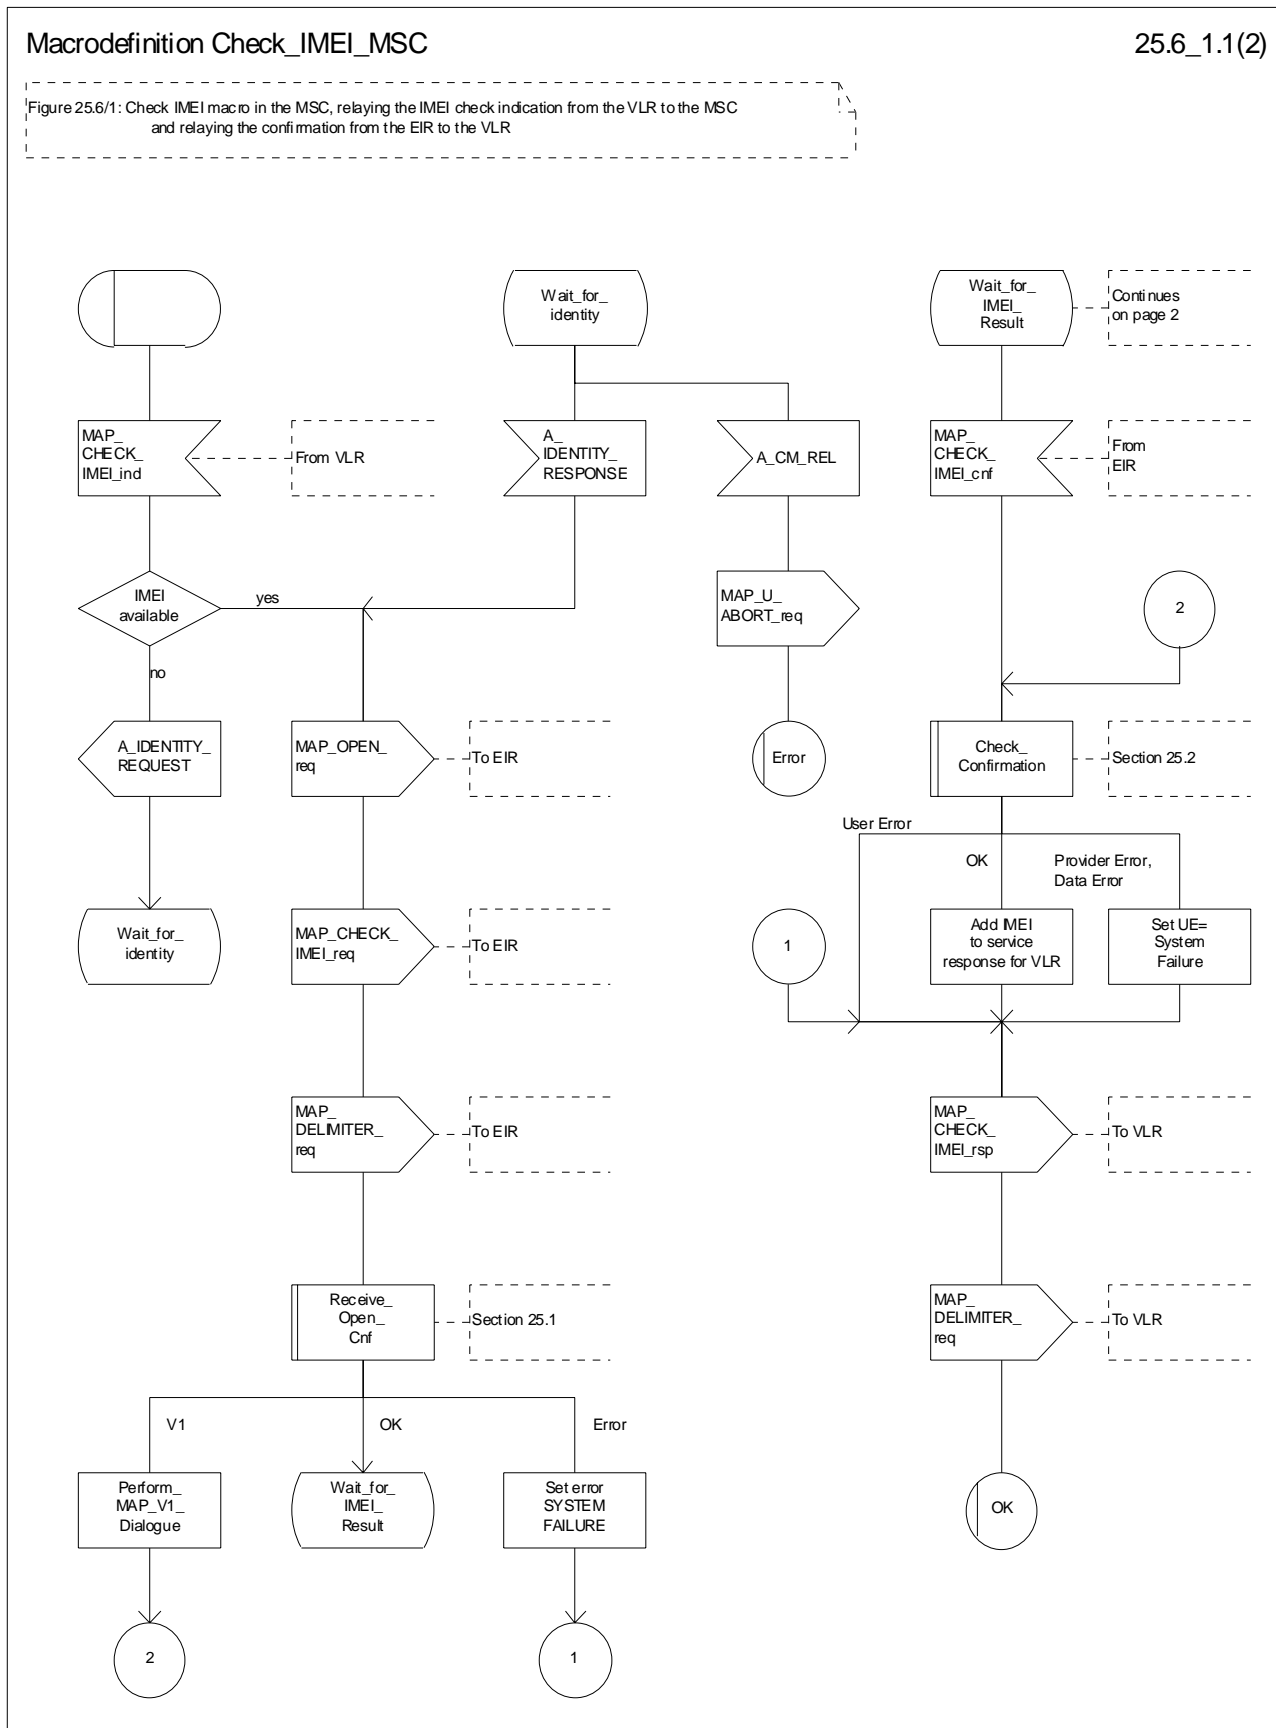 Macrodefinition Check_IMEI_MSC
25.6_1.1(2)
Figure 25.6/1: Check IMEI macro in the MSC, relaying the IMEI check indication from the VLR to the MSC
and relaying the confirmation from the EIR to the VLR
Wait_for_
identity
Wait_for_
IMEI_
Result
Continues
on page 2
MAP_
CHECK_
IMEI_ind
From VLR
A_
IDENTITY_
RESPONSE
A_CM_REL
MAP_
CHECK_
IMEI_cnf
From
EIR
IMEI
available
yes
no
MAP_U_
ABORT_req
2
A_IDENTITY_
REQUEST
MAP_OPEN_
req
To EIR
Error
Check_
Confirmation
Section 25.2
User Error
OK
Provider Error,
Data Error
Wait_for_
identity
MAP_CHECK_
IMEI_req
To EIR
1
Add IMEI
to service
response for VLR
Set UE=
System
Failure
MAP_
DELIMITER_
req
To EIR
MAP_
CHECK_
IMEI_rsp
To VLR
Receive_
Open_
Cnf
Section 25.1
MAP_
DELIMITER_
req
To VLR
V1
OK
Error
Perform_
MAP_V1_
Dialogue
Wait_for_
IMEI_
Result
Set error
SYSTEM
FAILURE
OK
2
1